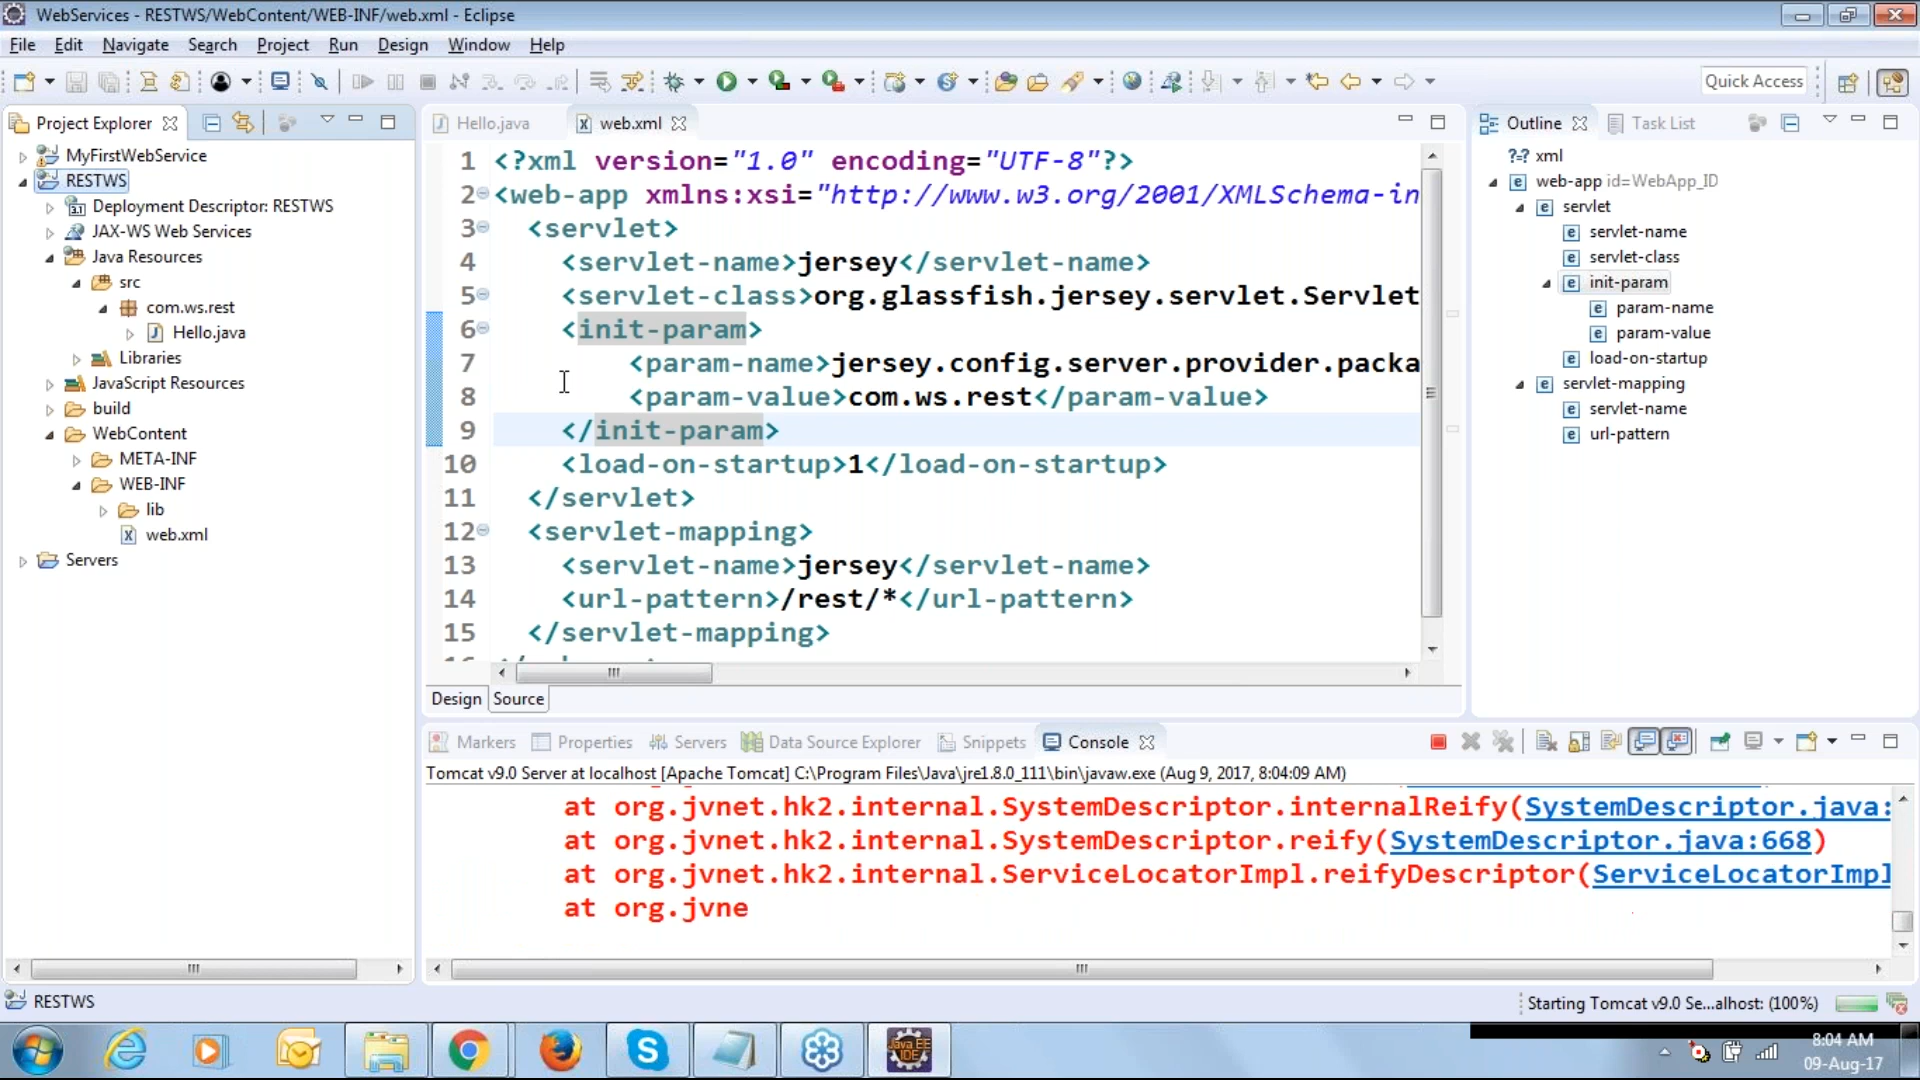 WebServices - RESTWS/WebContent/WEB-INF/web.xml - Eclipse
File Edit Navigate Search Project Run Design Window Help
Quick Access
Project Explorer
MyFirstWebService
RESTWS
Deployment Descriptor: RESTWS
JAX-WS Web Services
Java Resources
src
com.ws.rest
Hello.java
Libraries
JavaScript Resources
build
WebContent
META-INF
WEB-INF
lib
web.xml
Servers
Hello.java web.xml
1 <?xml version="1.0" encoding="UTF-8"?>
2 <web-app xmlns:xsi="http://www.w3.org/2001/XMLSchema-in
3 <servlet>
4 <servlet-name>jersey</servlet-name>
5 <servlet-class>org.glassfish.jersey.servlet.Servlet
6 <init-param>
7 <param-name>jersey.config.server.provider.packa
8 <param-value>com.ws.rest</param-value>
9 </init-param>
10 <load-on-startup>1</load-on-startup>
11 </servlet>
12 <servlet-mapping>
13 <servlet-name>jersey</servlet-name>
14 <url-pattern>/rest/*</url-pattern>
15 </servlet-mapping>
Design Source
Outline Task List
?=? xml
web-app id=WebApp_ID
servlet
servlet-name
servlet-class
init-param
param-name
param-value
load-on-startup
servlet-mapping
servlet-name
url-pattern
Markers Properties Servers Data Source Explorer Snippets Console
Tomcat v9.0 Server at localhost [Apache Tomcat] C:\Program Files\Java\jre1.8.0_111\bin\javaw.exe (Aug 9, 2017, 8:04:09 AM)
at org.jvnet.hk2.internal.SystemDescriptor.internalReify(SystemDescriptor.java:
at org.jvnet.hk2.internal.SystemDescriptor.reify(SystemDescriptor.java:668)
at org.jvnet.hk2.internal.ServiceLocatorImpl.reifyDescriptor(ServiceLocatorImpl
at org.jvne
RESTWS
Starting Tomcat v9.0 Se...alhost: (100%)
Java EE
IDE
8:04 AM
09-Aug-17